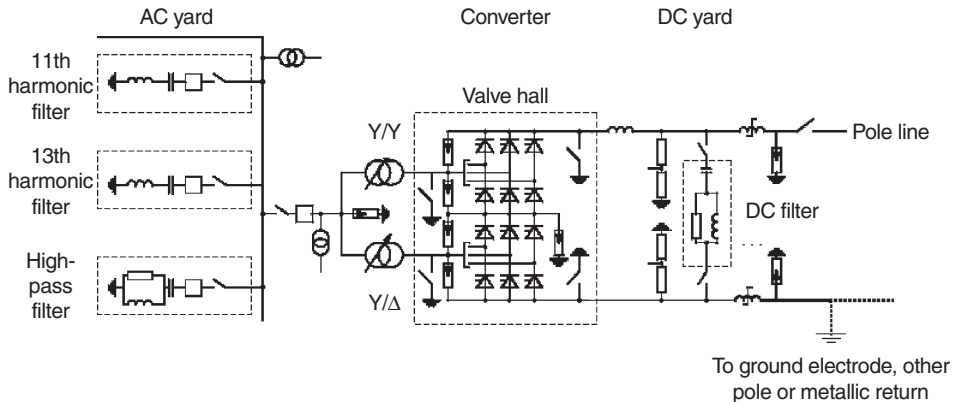 AC yard
Converter
DC yard
11th
harmonic
filter
13th
harmonic
filter
High-
pass
filter
Valve hall
Y/Y
Y/Δ
Pole line
DC filter
To ground electrode, other
pole or metallic return